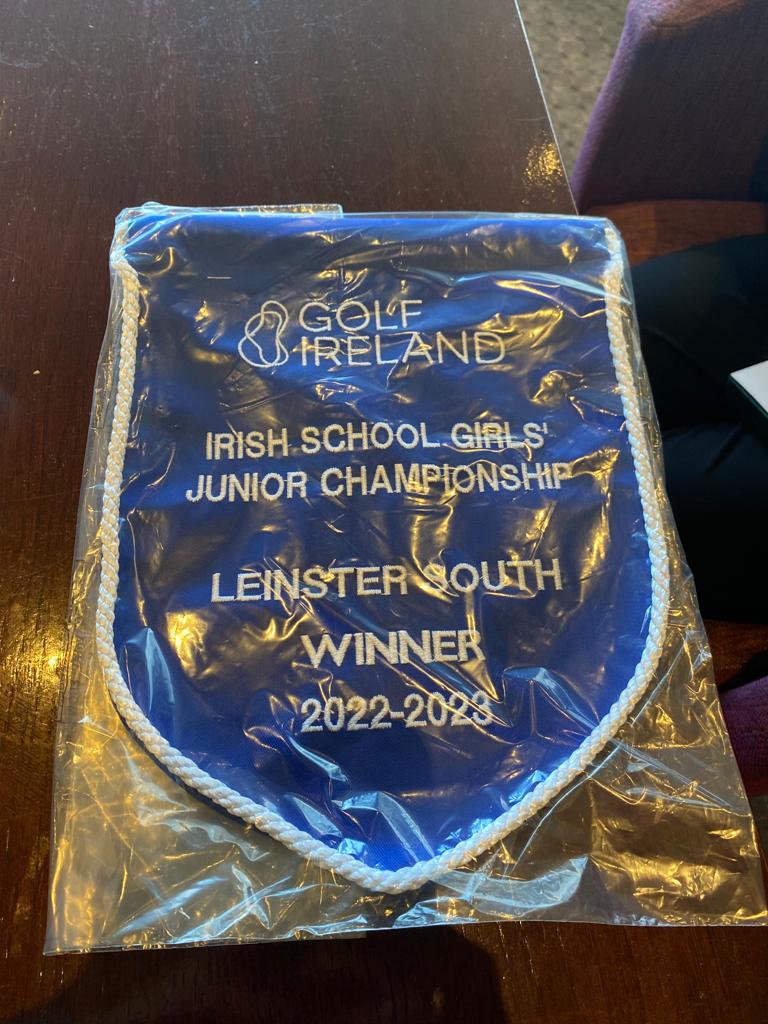 GOLF
IRELAND
IRISH SCHOOL GIRLS'
JUNIOR CHAMPIONSHIP
LEINSTER SOUTH
WINNER
2022-2023